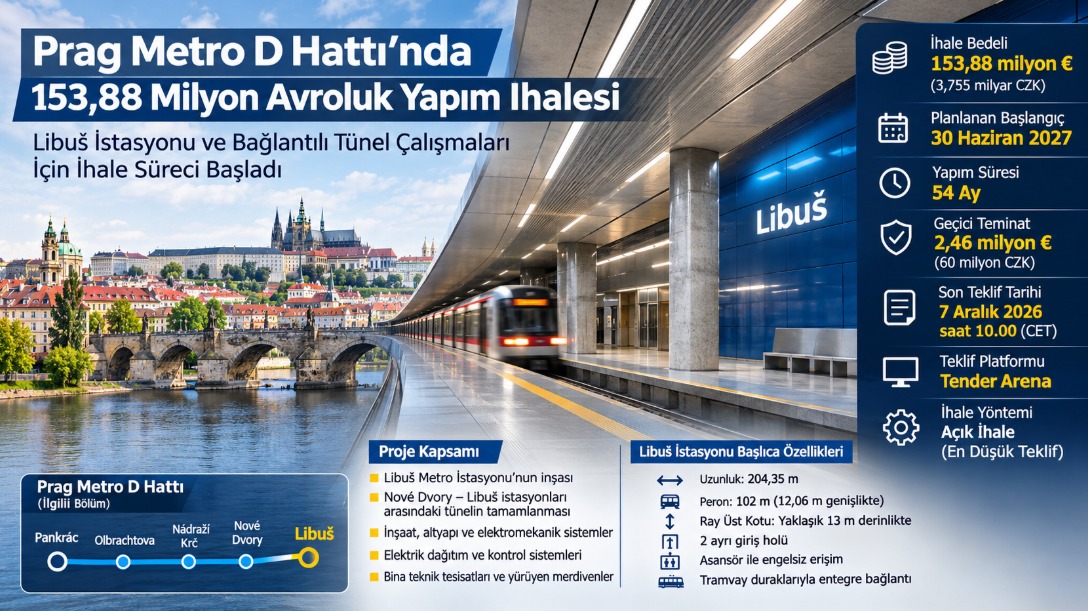 Prag Metro D Hattı’nda
153,88 Milyon Avroluk Yapım Ihalesi
Libuš İstasyonu ve Bağlantılı Tünel Çalışmaları
İçin İhale Süreci Başladı
Libuš
İhale Bedeli
153,88 milyon €
(3,755 milyar CZK)
Planlanan Başlangıç
30 Haziran 2027
Yapım Süresi
54 Ay
Geçici Teminat
2,46 milyon €
(60 milyon CZK)
Son Teklif Tarihi
7 Aralık 2026
saat 10.00 (CET)
Teklif Platformu
Tender Arena
İhale Yöntemi
Açık İhale
(En Düşük Teklif)
Prag Metro D Hattı
(İlgili Bölüm)
Pankrác
Olbrachtova
Nádraží
Krč
Nové
Dvory
Libuš
Proje Kapsamı
Libuš Metro İstasyonu’nun inşası
Nové Dvory – Libuš istasyonları
arasındaki tünelin tamamlanması
İnşaat, altyapı ve elektromekanik sistemler
Elektrik dağıtım ve kontrol sistemleri
Bina teknik tesisatları ve yürüyen merdivenler
Libuš İstasyonu Başlıca Özellikleri
Uzunluk: 204,35 m
Peron: 102 m (12,06 m genişlikte)
Ray Üst Kotu: Yaklaşık 13 m derinlikte
2 ayrı giriş holü
Asansör ile engelsiz erişim
Tramvay duraklarıyla entegre bağlantı